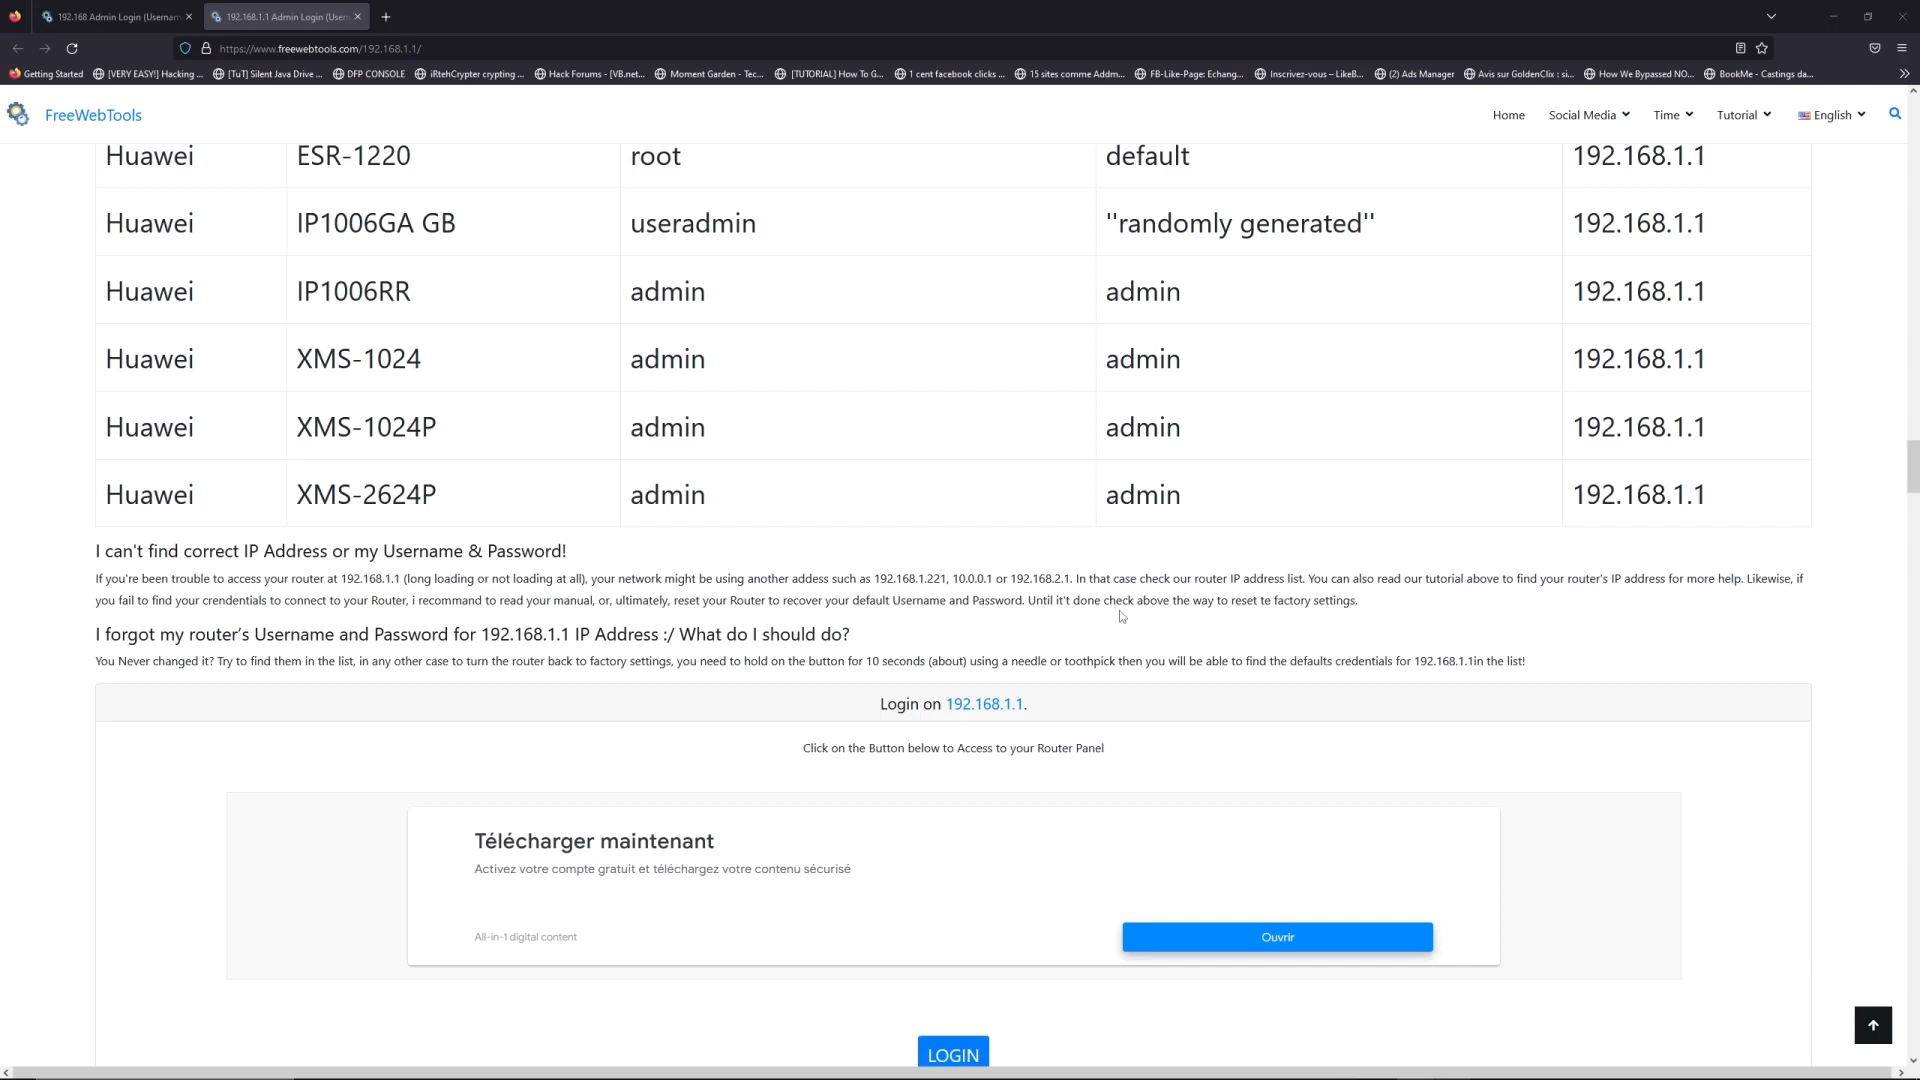 192.168 Admin Login (Usernam
192.168.1.1 Admin Login (User
https://www.freewebtools.com/192.168.1.1/
Getting Started
[VERY EASY!] Hacking ...
[TuT] Silent Java Drive ...
DFP CONSOLE
iRtehCrypter crypting ...
Hack Forums - [VB.net...
Moment Garden - Tec...
[TUTORIAL] How To G...
1 cent facebook clicks ...
15 sites comme Addm...
FB-Like-Page: Echang...
Inscrivez-vous – LikeB...
(2) Ads Manager
Avis sur GoldenClix : si...
How We Bypassed NO...
BookMe - Castings da...
FreeWebTools
Home
Social Media
Time
Tutorial
English
Huawei ESR-1220 root default 192.168.1.1
Huawei IP1006GA GB useradmin ''randomly generated'' 192.168.1.1
Huawei IP1006RR admin admin 192.168.1.1
Huawei XMS-1024 admin admin 192.168.1.1
Huawei XMS-1024P admin admin 192.168.1.1
Huawei XMS-2624P admin admin 192.168.1.1
I can't find correct IP Address or my Username & Password!
If you're been trouble to access your router at 192.168.1.1 (long loading or not loading at all), your network might be using another addess such as 192.168.1.221, 10.0.0.1 or 192.168.2.1. In that case check our router IP address list. You can also read our tutorial above to find your router's IP address for more help. Likewise, if
you fail to find your crendentials to connect to your Router, i recommand to read your manual, or, ultimately, reset your Router to recover your default Username and Password. Until it't done check above the way to reset te factory settings.
I forgot my router’s Username and Password for 192.168.1.1 IP Address :/ What do I should do?
You Never changed it? Try to find them in the list, in any other case to turn the router back to factory settings, you need to hold on the button for 10 seconds (about) using a needle or toothpick then you will be able to find the defaults credentials for 192.168.1.1in the list!
Login on 192.168.1.1.
Click on the Button below to Access to your Router Panel
Télécharger maintenant
Activez votre compte gratuit et téléchargez votre contenu sécurisé
All-in-1 digital content
Ouvrir
LOGIN